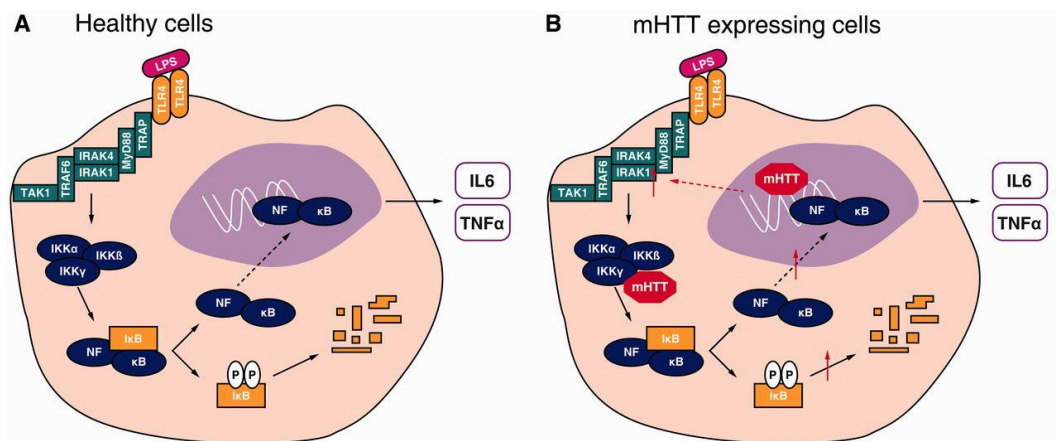 A Healthy cells
LPS
TLR4
TLR4
TRAP
MyD88
IRAK4
IRAK1
TRAF6
TAK1
IKKα
IKKß
IKKγ
NF
κB
IL6
TNFα
NF
κB
IκB
NF
κB
P
P
IκB
B mHTT expressing cells
LPS
TLR4
TLR4
TRAP
MyD88
IRAK4
IRAK1
TRAF6
TAK1
mHTT
NF
κB
IL6
TNFα
IKKα
IKKß
IKKγ
mHTT
NF
κB
IκB
NF
κB
P
P
IκB